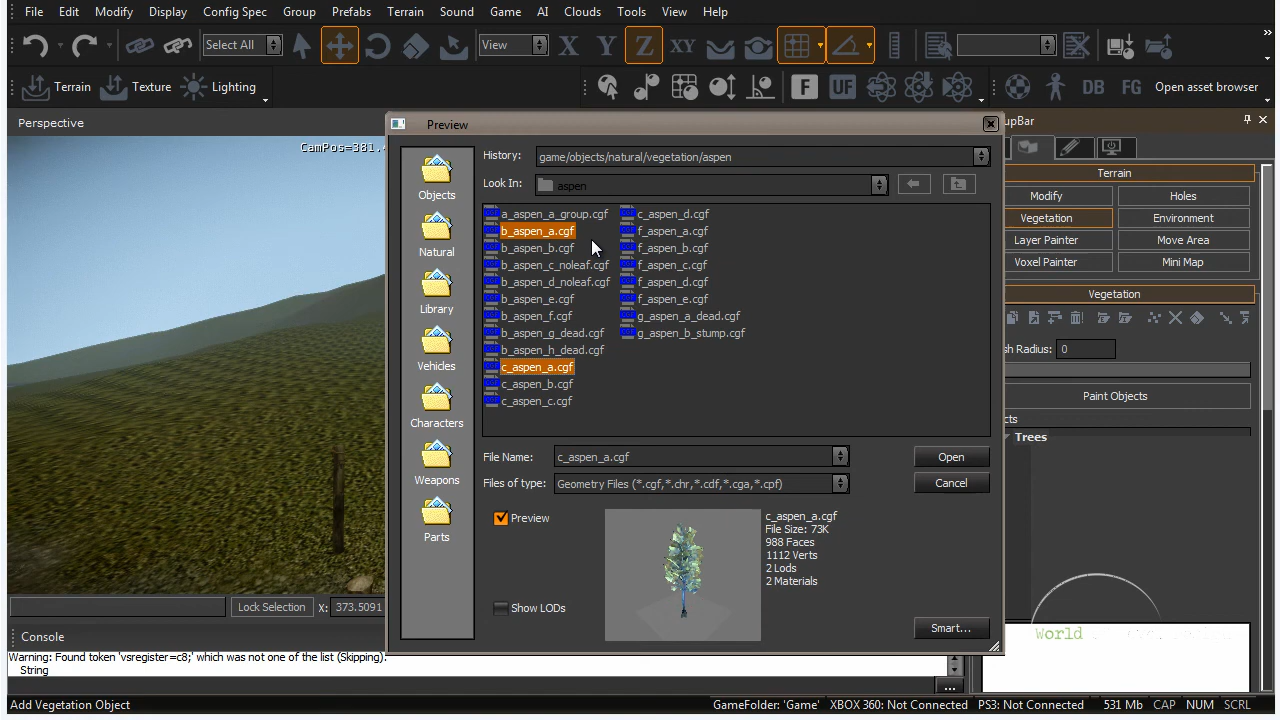 File Edit Modify Display Config Spec Group Prefabs Terrain Sound Game AI Clouds Tools View Help
Select All View X Y Z XY
Terrain Texture Lighting F UF DB FG Open asset browser
Perspective
CamPos=381.
Preview
History: game/objects/natural/vegetation/aspen
Look In: aspen
Objects
Natural
Library
Vehicles
Characters
Weapons
Parts
a_aspen_a_group.cgf
b_aspen_a.cgf
b_aspen_b.cgf
b_aspen_c_noleaf.cgf
b_aspen_d_noleaf.cgf
b_aspen_e.cgf
b_aspen_f.cgf
b_aspen_g_dead.cgf
b_aspen_h_dead.cgf
c_aspen_a.cgf
c_aspen_b.cgf
c_aspen_c.cgf
c_aspen_d.cgf
f_aspen_a.cgf
f_aspen_b.cgf
f_aspen_c.cgf
f_aspen_d.cgf
f_aspen_e.cgf
g_aspen_a_dead.cgf
g_aspen_b_stump.cgf
File Name: c_aspen_a.cgf Open
Files of type: Geometry Files (*.cgf,*.chr,*.cdf,*.cga,*.cpf) Cancel
Preview
c_aspen_a.cgf
File Size: 73K
988 Faces
1112 Verts
2 Lods
2 Materials
Show LODs
Smart...
upBar
Terrain
Modify Holes
Vegetation Environment
Layer Painter Move Area
Voxel Painter Mini Map
Vegetation
sh Radius: 0
Paint Objects
cts
Trees
World
Lock Selection X: 373.5091
Console
Warning: Found token 'vsregister=c8;' which was not one of the list (Skipping).
String
...
Add Vegetation Object GameFolder: 'Game' XBOX 360: Not Connected PS3: Not Connected 531 Mb CAP NUM SCRL